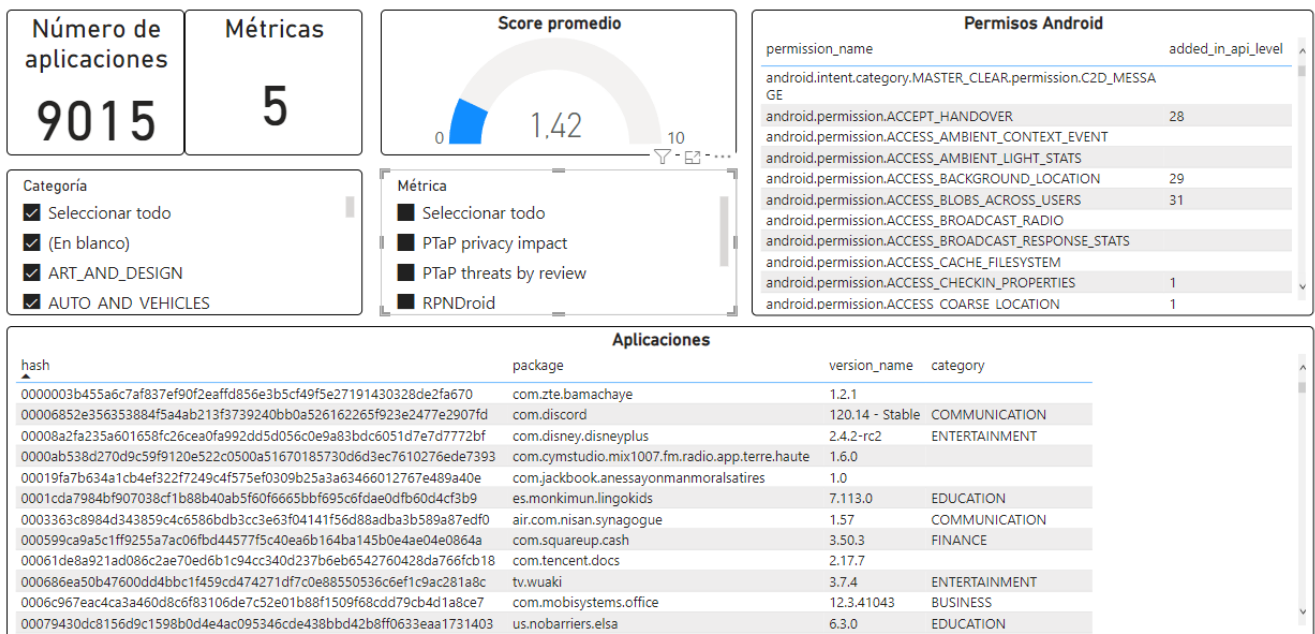 Número de
aplicaciones
9015
Métricas
5
Score promedio
1,42
0
10
Permisos Android
permission_name added_in_api_level
android.intent.category.MASTER_CLEAR.permission.C2D_MESSA
GE
android.permission.ACCEPT_HANDOVER 28
android.permission.ACCESS_AMBIENT_CONTEXT_EVENT
android.permission.ACCESS_AMBIENT_LIGHT_STATS
android.permission.ACCESS_BACKGROUND_LOCATION 29
android.permission.ACCESS_BLOBS_ACROSS_USERS 31
android.permission.ACCESS_BROADCAST_RADIO
android.permission.ACCESS_BROADCAST_RESPONSE_STATS
android.permission.ACCESS_CACHE_FILESYSTEM
android.permission.ACCESS_CHECKIN_PROPERTIES 1
android.permission.ACCESS_COARSE_LOCATION 1
Categoría
Seleccionar todo
(En blanco)
ART_AND_DESIGN
AUTO_AND_VEHICLES
Métrica
Seleccionar todo
PTaP privacy impact
PTaP threats by review
RPNDroid
Aplicaciones
hash package version_name category
0000003b455a6c7af837ef90f2eaffd856e3b5cf49f5e27191430328de2fa670 com.zte.bamachaye 1.2.1
00006852e356353884f5a4ab213f3739240bb0a526162265f923e2477e2907fd com.discord 120.14 - Stable COMMUNICATION
00008a2fa235a601658fc26cea0fa992dd5d056c0e9a83bdc6051d7e7d7772bf com.disney.disneyplus 2.4.2-rc2 ENTERTAINMENT
0000ab538d270d9c59f9120e522c0500a51670185730d6d3ec7610276ede7393 com.cymstudio.mix1007.fm.radio.app.terre.haute 1.6.0
00019fa7b634a1cb4ef322f7249c4f575ef0309b25a3a63466012767e489a40e com.jackbook.anessayonmanmoralsatires 1.0
0001cda7984bf907038cf1b88b40ab5f60f6665bbf695c6fdae0dfb60d4cf3b9 es.monkimun.lingokids 7.113.0 EDUCATION
0003363c8984d343859c4c6586bdb3cc3e63f04141f56d88adba3b589a87edf0 air.com.nisan.synagogue 1.57 COMMUNICATION
000599ca9a5c1ff9255a7ac06fbd44577f5c40ea6b164ba145b0e4ae04e0864a com.squareup.cash 3.50.3 FINANCE
00061de8a921ad086c2ae70ed6b1c94cc340d237b6eb6542760428da766fcb18 com.tencent.docs 2.17.7
000686ea50b47600dd4bbc1f459cd474271df7c0e88550536c6ef1c9ac281a8c tv.wuaki 3.7.4 ENTERTAINMENT
0006c967eac4ca3a460d8c6f83106de7c52e01b88f1509f68cdd79cb4d1a8ce7 com.mobisystems.office 12.3.41043 BUSINESS
00079430dc8156d9c1598b0d4e4ac095346cde438bbd42b8ff0633eaa1731403 us.nobarriers.elsa 6.3.0 EDUCATION